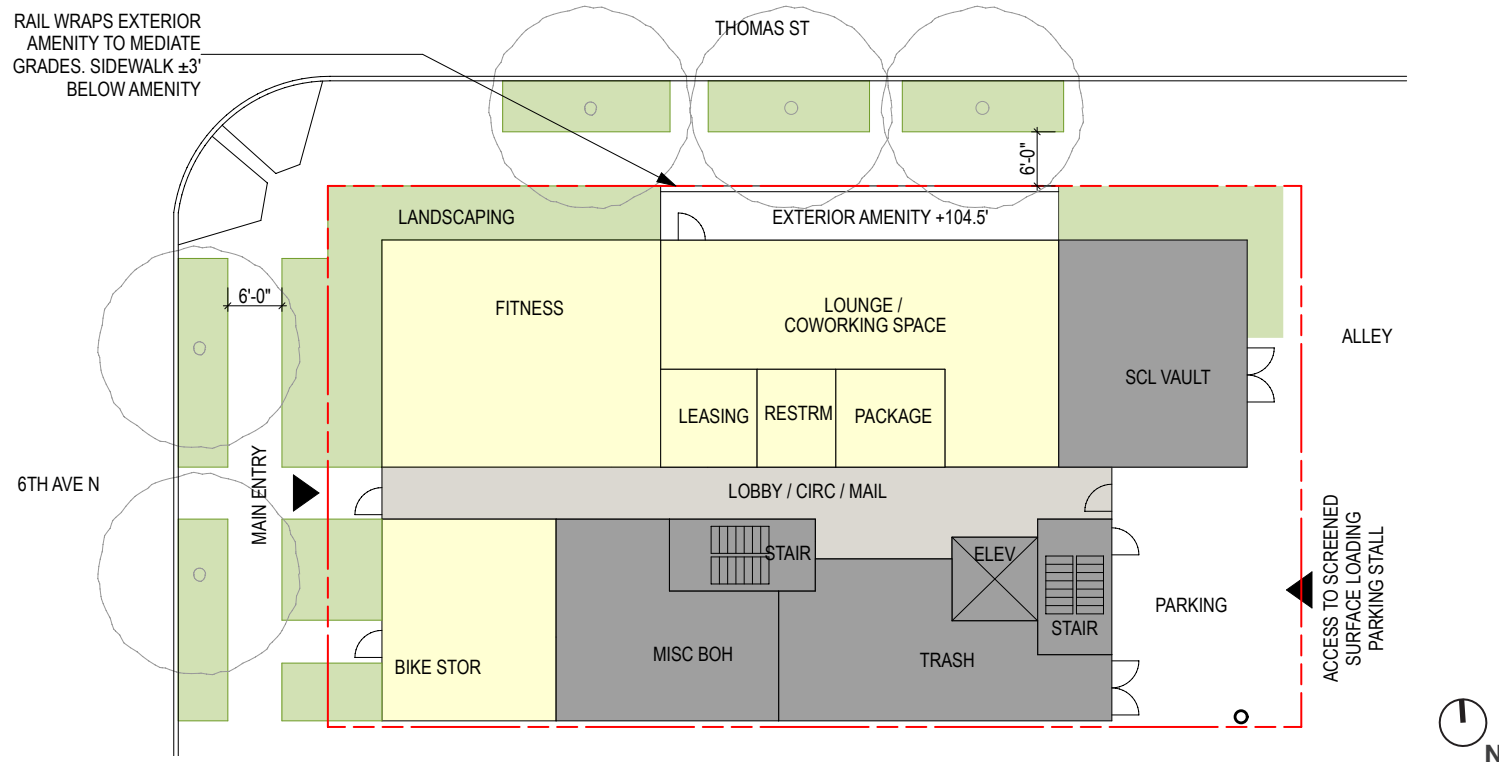 RAIL WRAPS EXTERIOR
AMENITY TO MEDIATE
GRADES. SIDEWALK ±3'
BELOW AMENITY
THOMAS ST
6'-0"
LANDSCAPING
EXTERIOR AMENITY +104.5'
6'-0"
FITNESS
LOUNGE /
COWORKING SPACE
ALLEY
SCL VAULT
LEASING
RESTRM
PACKAGE
6TH AVE N
MAIN ENTRY
LOBBY / CIRC / MAIL
STAIR
ELEV
STAIR
PARKING
ACCESS TO SCREENED
SURFACE LOADING
PARKING STALL
BIKE STOR
MISC BOH
TRASH
N